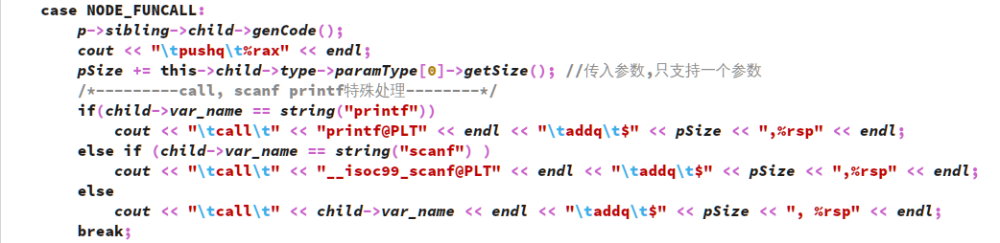 case NODE_FUNCALL:
p->sibling->child->genCode();
cout << "\tpushq\t%rax" << endl;
pSize += this->child->type->paramType[0]->getSize(); //传入参数,只支持一个参数
/*---------call, scanf printf特殊处理--------*/
if(child->var_name == string("printf"))
cout << "\tcall\t" << "printf@PLT" << endl << "\taddq\t$" << pSize << ",%rsp" << endl;
else if (child->var_name == string("scanf") )
cout << "\tcall\t" << "__isoc99_scanf@PLT" << endl << "\taddq\t$" << pSize << ",%rsp" << endl;
else
cout << "\tcall\t" << child->var_name << endl << "\taddq\t$" << pSize << ", %rsp" << endl;
break;